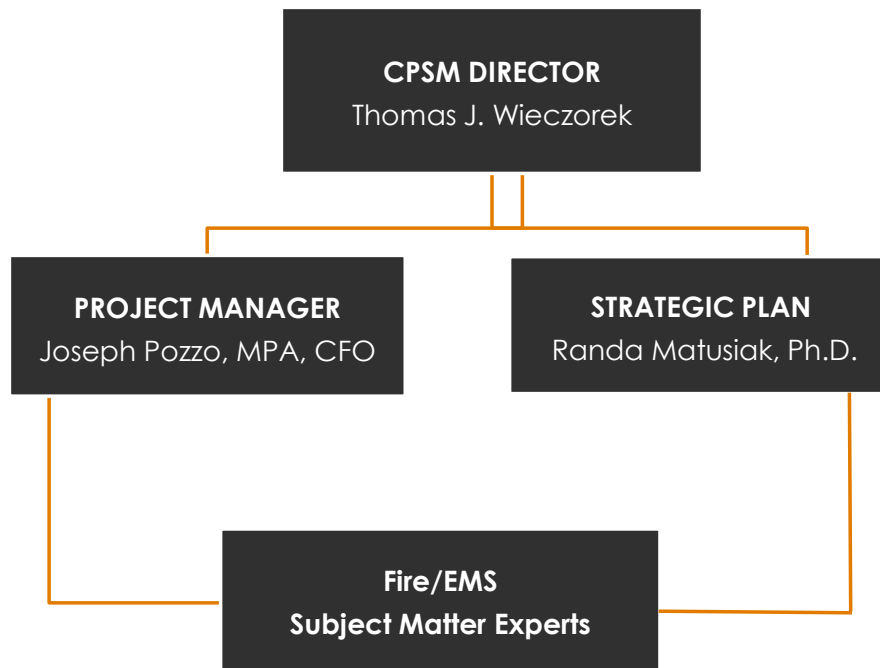 CPSM DIRECTOR
Thomas J. Wieczorek
PROJECT MANAGER
Joseph Pozzo, MPA, CFO
STRATEGIC PLAN
Randa Matusiak, Ph.D.
Fire/EMS
Subject Matter Experts